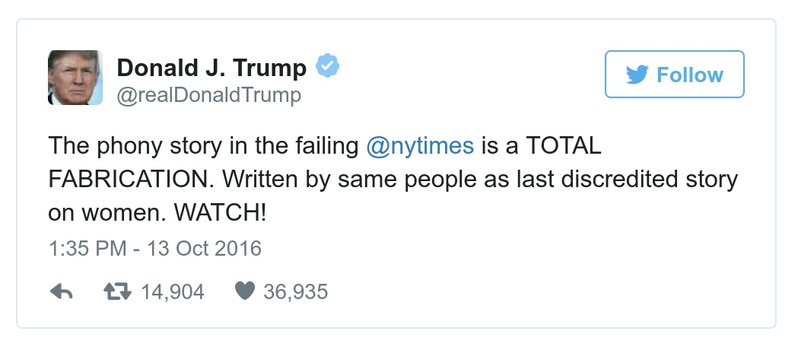 Donald J. Trump
@realDonaldTrump
Follow
The phony story in the failing @nytimes is a TOTAL
FABRICATION. Written by same people as last discredited story
on women. WATCH!
1:35 PM - 13 Oct 2016
14,904 36,935